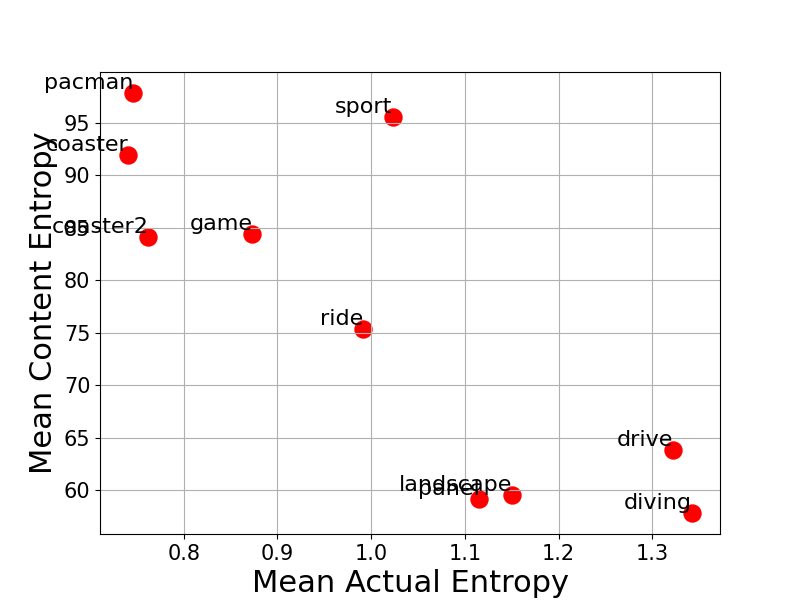 pacman
sport
95
coaster
90
coaster2
85
game
80
ride
75
70
drive
65
landscape
panel
60
diving
0.8 0.9 1.0 1.1 1.2 1.3
Mean Actual Entropy
Mean Content Entropy